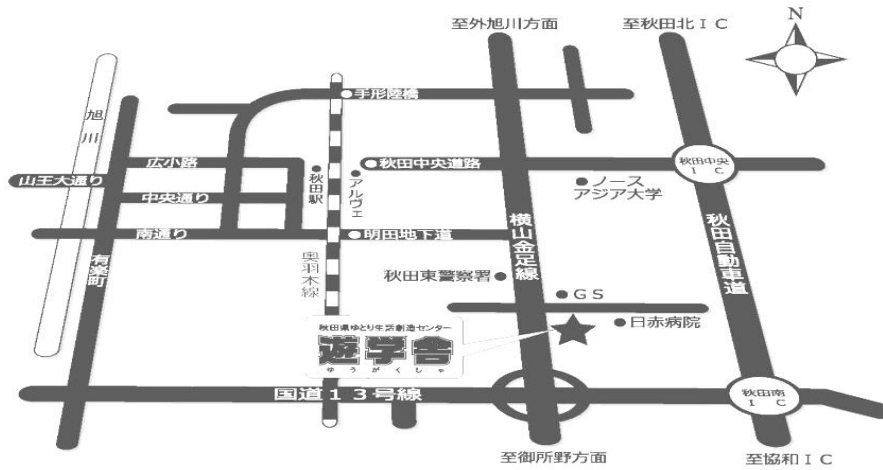 至外旭川方面
至秋田北ＩＣ
N
手形陸橋
旭川
広小路
秋田中央道路
秋田中央
ＩＣ
山王大通り
秋田駅
アルヴェ
ノース
アジア大学
中央通り
南通り
明田地下道
横山金足線
秋田自動車道
有楽町
奥羽本線
秋田東警察署
ＧＳ
秋田県ゆとり生活創造センター
遊学舎
ゆうがくしゃ
日赤病院
国道１３号線
秋田南
ＩＣ
至御所野方面
至協和ＩＣ